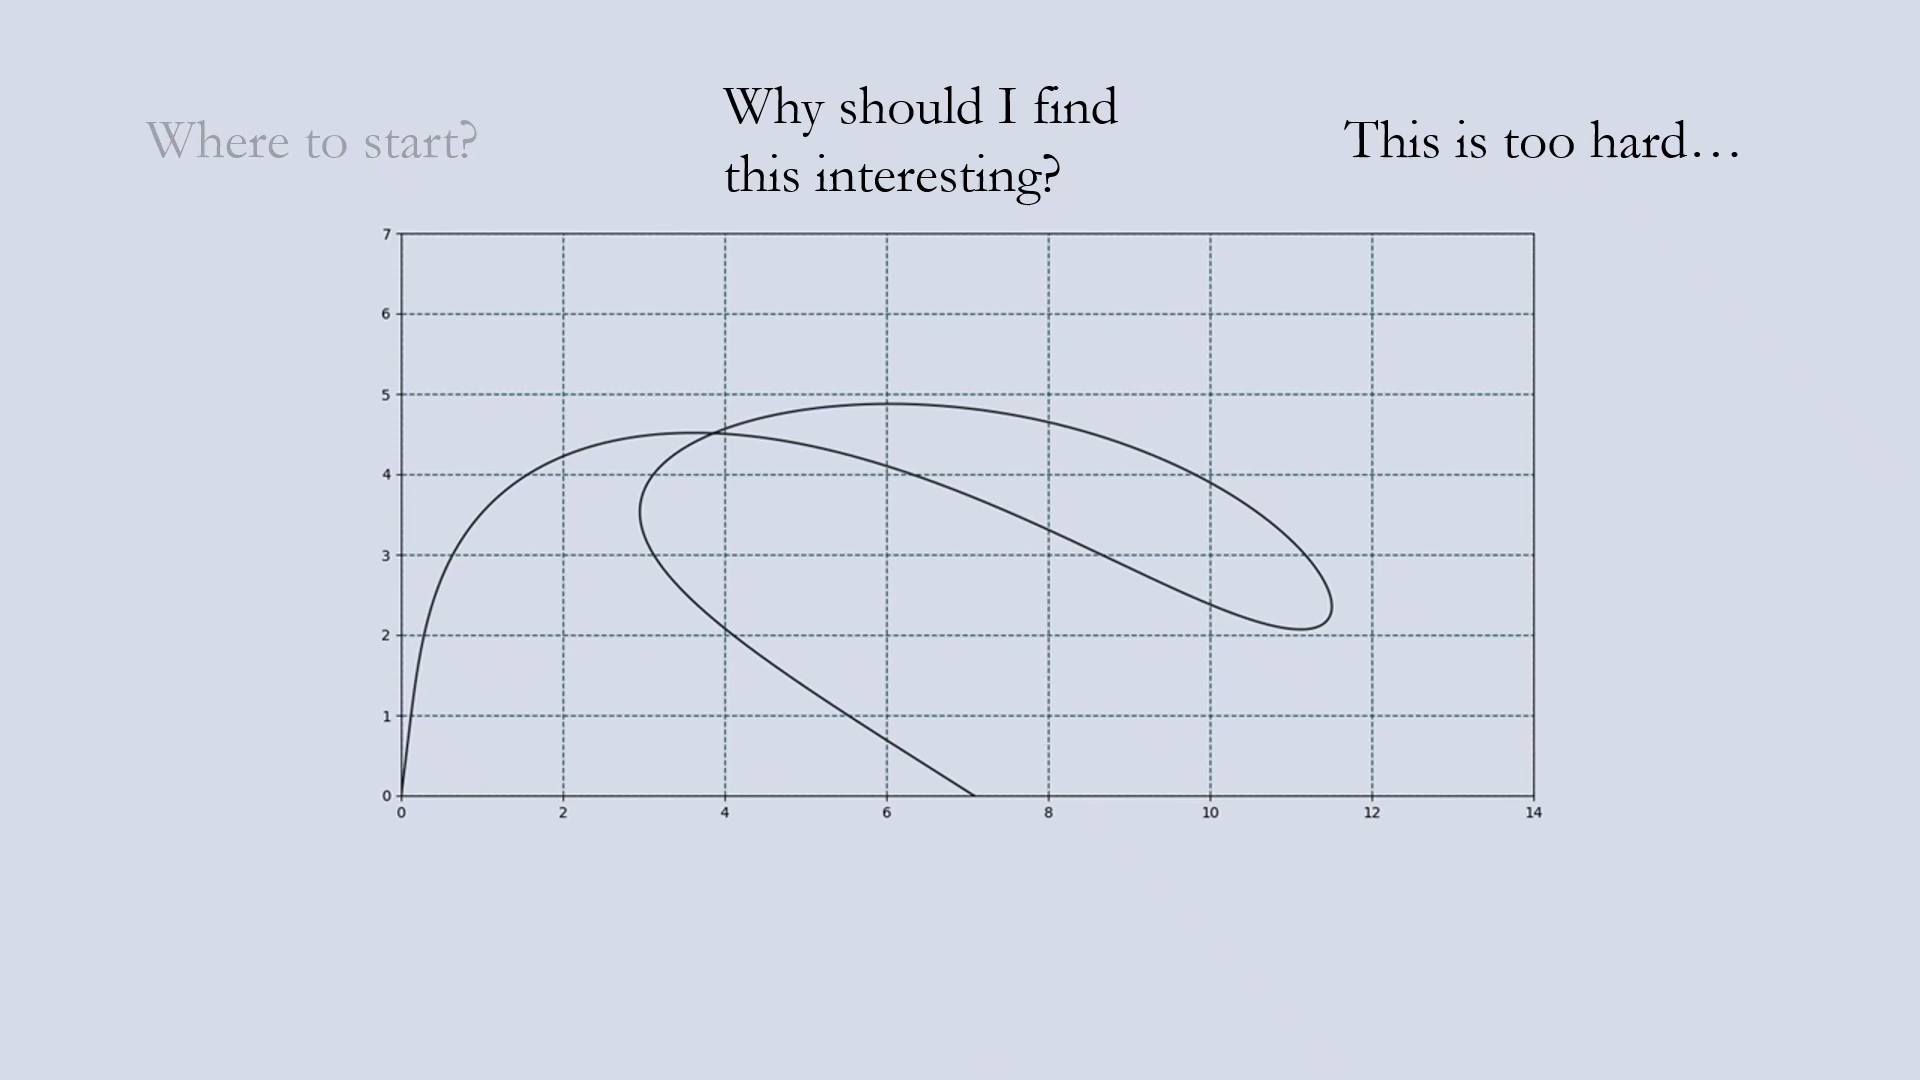 Where to start?
Why should I find
this interesting?
This is too hard…
7
6
5
4
3
2
1
0
0 2 4 6 8 10 12 14